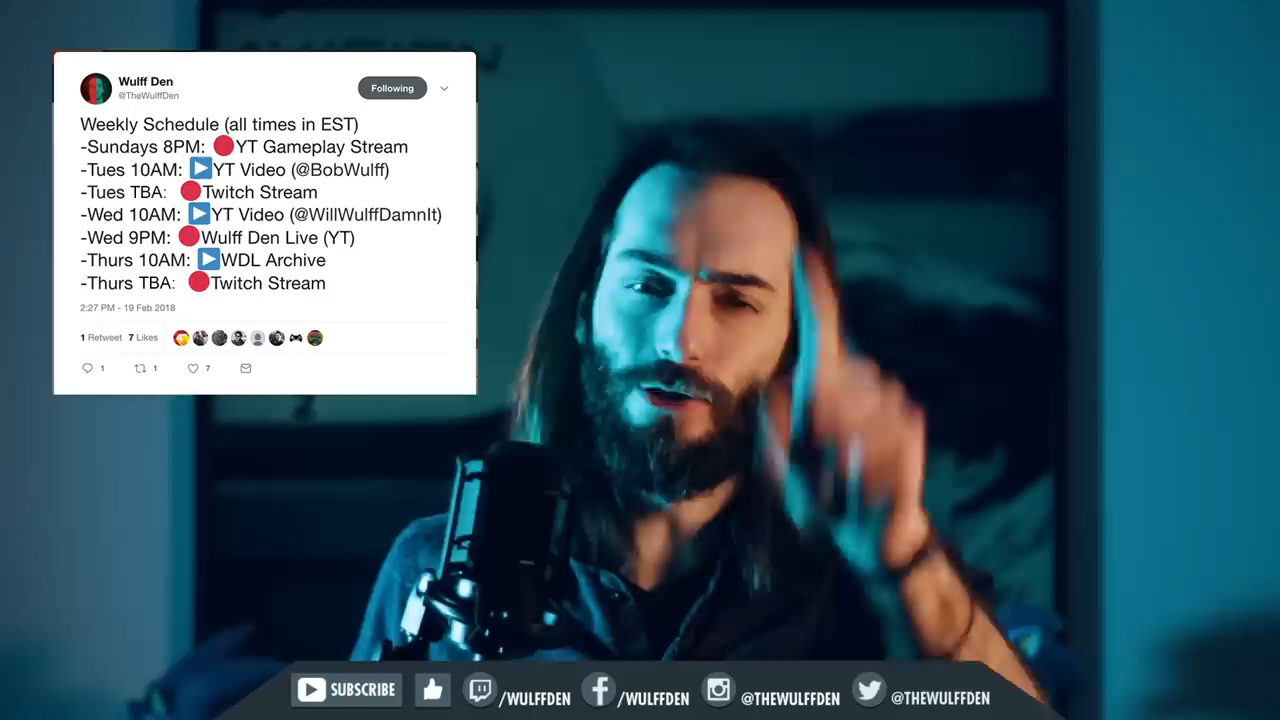 Wulff Den
@TheWulffDen
Following
Weekly Schedule (all times in EST)
-Sundays 8PM: 🔴YT Gameplay Stream
-Tues 10AM: ▶️YT Video (@BobWulff)
-Tues TBA: 🔴Twitch Stream
-Wed 10AM: ▶️YT Video (@WillWulffDamnIt)
-Wed 9PM: 🔴Wulff Den Live (YT)
-Thurs 10AM: ▶️WDL Archive
-Thurs TBA: 🔴Twitch Stream
2:27 PM - 19 Feb 2018
1 Retweet 7 Likes
1 1 7
SUBSCRIBE /WULFFDEN /WULFFDEN @THEWULFFDEN @THEWULFFDEN